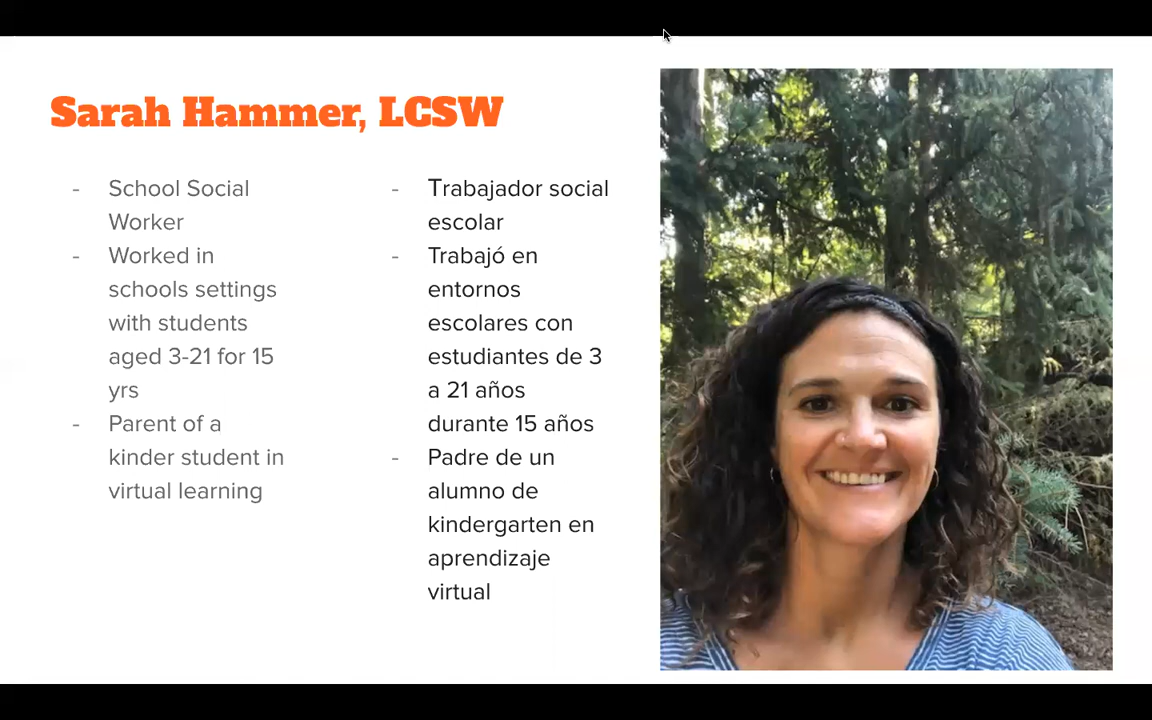 Sarah Hammer, LCSW
- School Social
Worker
- Worked in
schools settings
with students
aged 3-21 for 15
yrs
- Parent of a
kinder student in
virtual learning
- Trabajador social
escolar
- Trabajó en
entornos
escolares con
estudiantes de 3
a 21 años
durante 15 años
- Padre de un
alumno de
kindergarten en
aprendizaje
virtual